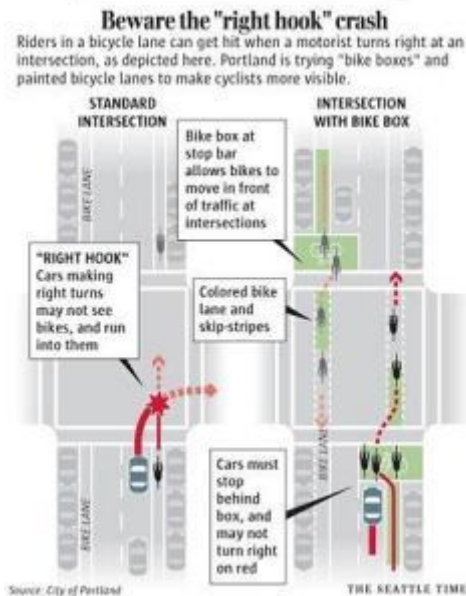 Beware the "right hook" crash
Riders in a bicycle lane can get hit when a motorist turns right at an
intersection, as depicted here. Portland is trying "bike boxes" and
painted bicycle lanes to make cyclists more visible.
STANDARD
INTERSECTION
INTERSECTION
WITH BIKE BOX
BIKE LANE
Bike box at
stop bar
allows bikes to
move in front
of traffic at
intersections
"RIGHT HOOK"
Cars making
right turns
may not see
bikes, and run
into them
Colored bike
lane and
skip-stripes
BIKE LANE
Cars must
stop
behind
box, and
may not
turn right
on red
BIKE LANE
Source: City of Portland
THE SEATTLE TIME